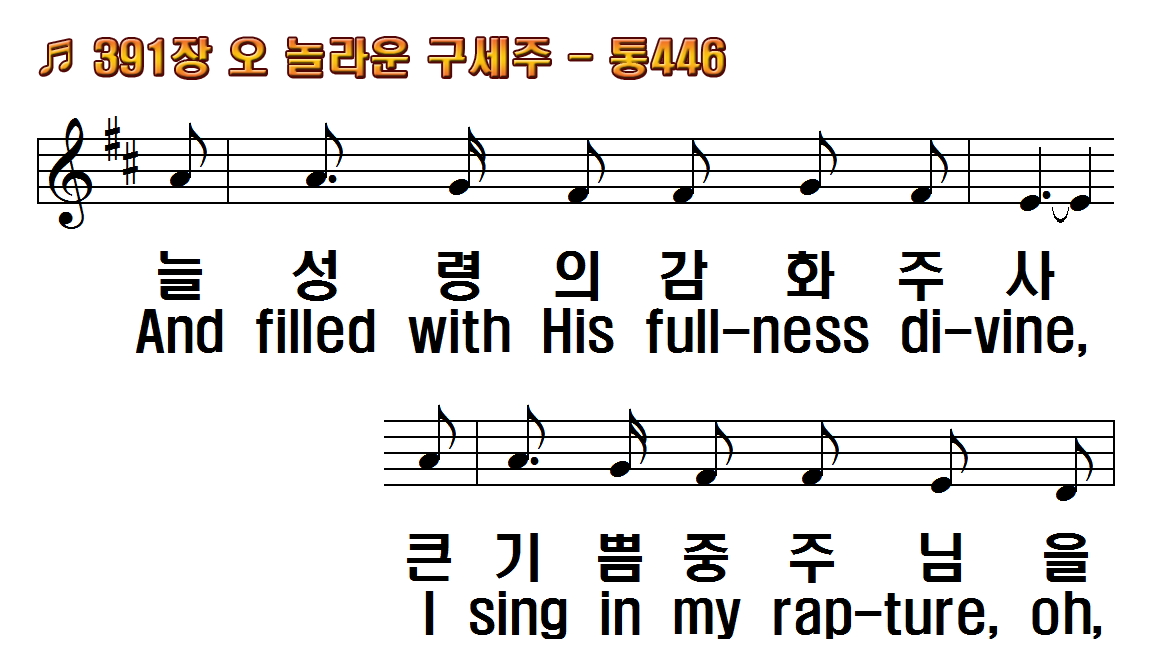 ♬ 391장 오 놀라운 구세주 - 통446
늘 성 령 의 감 화 주 사
And filled with His full-ness di-vine,
큰 기 쁨 중 주 님 을
I sing in my rap-ture, oh,